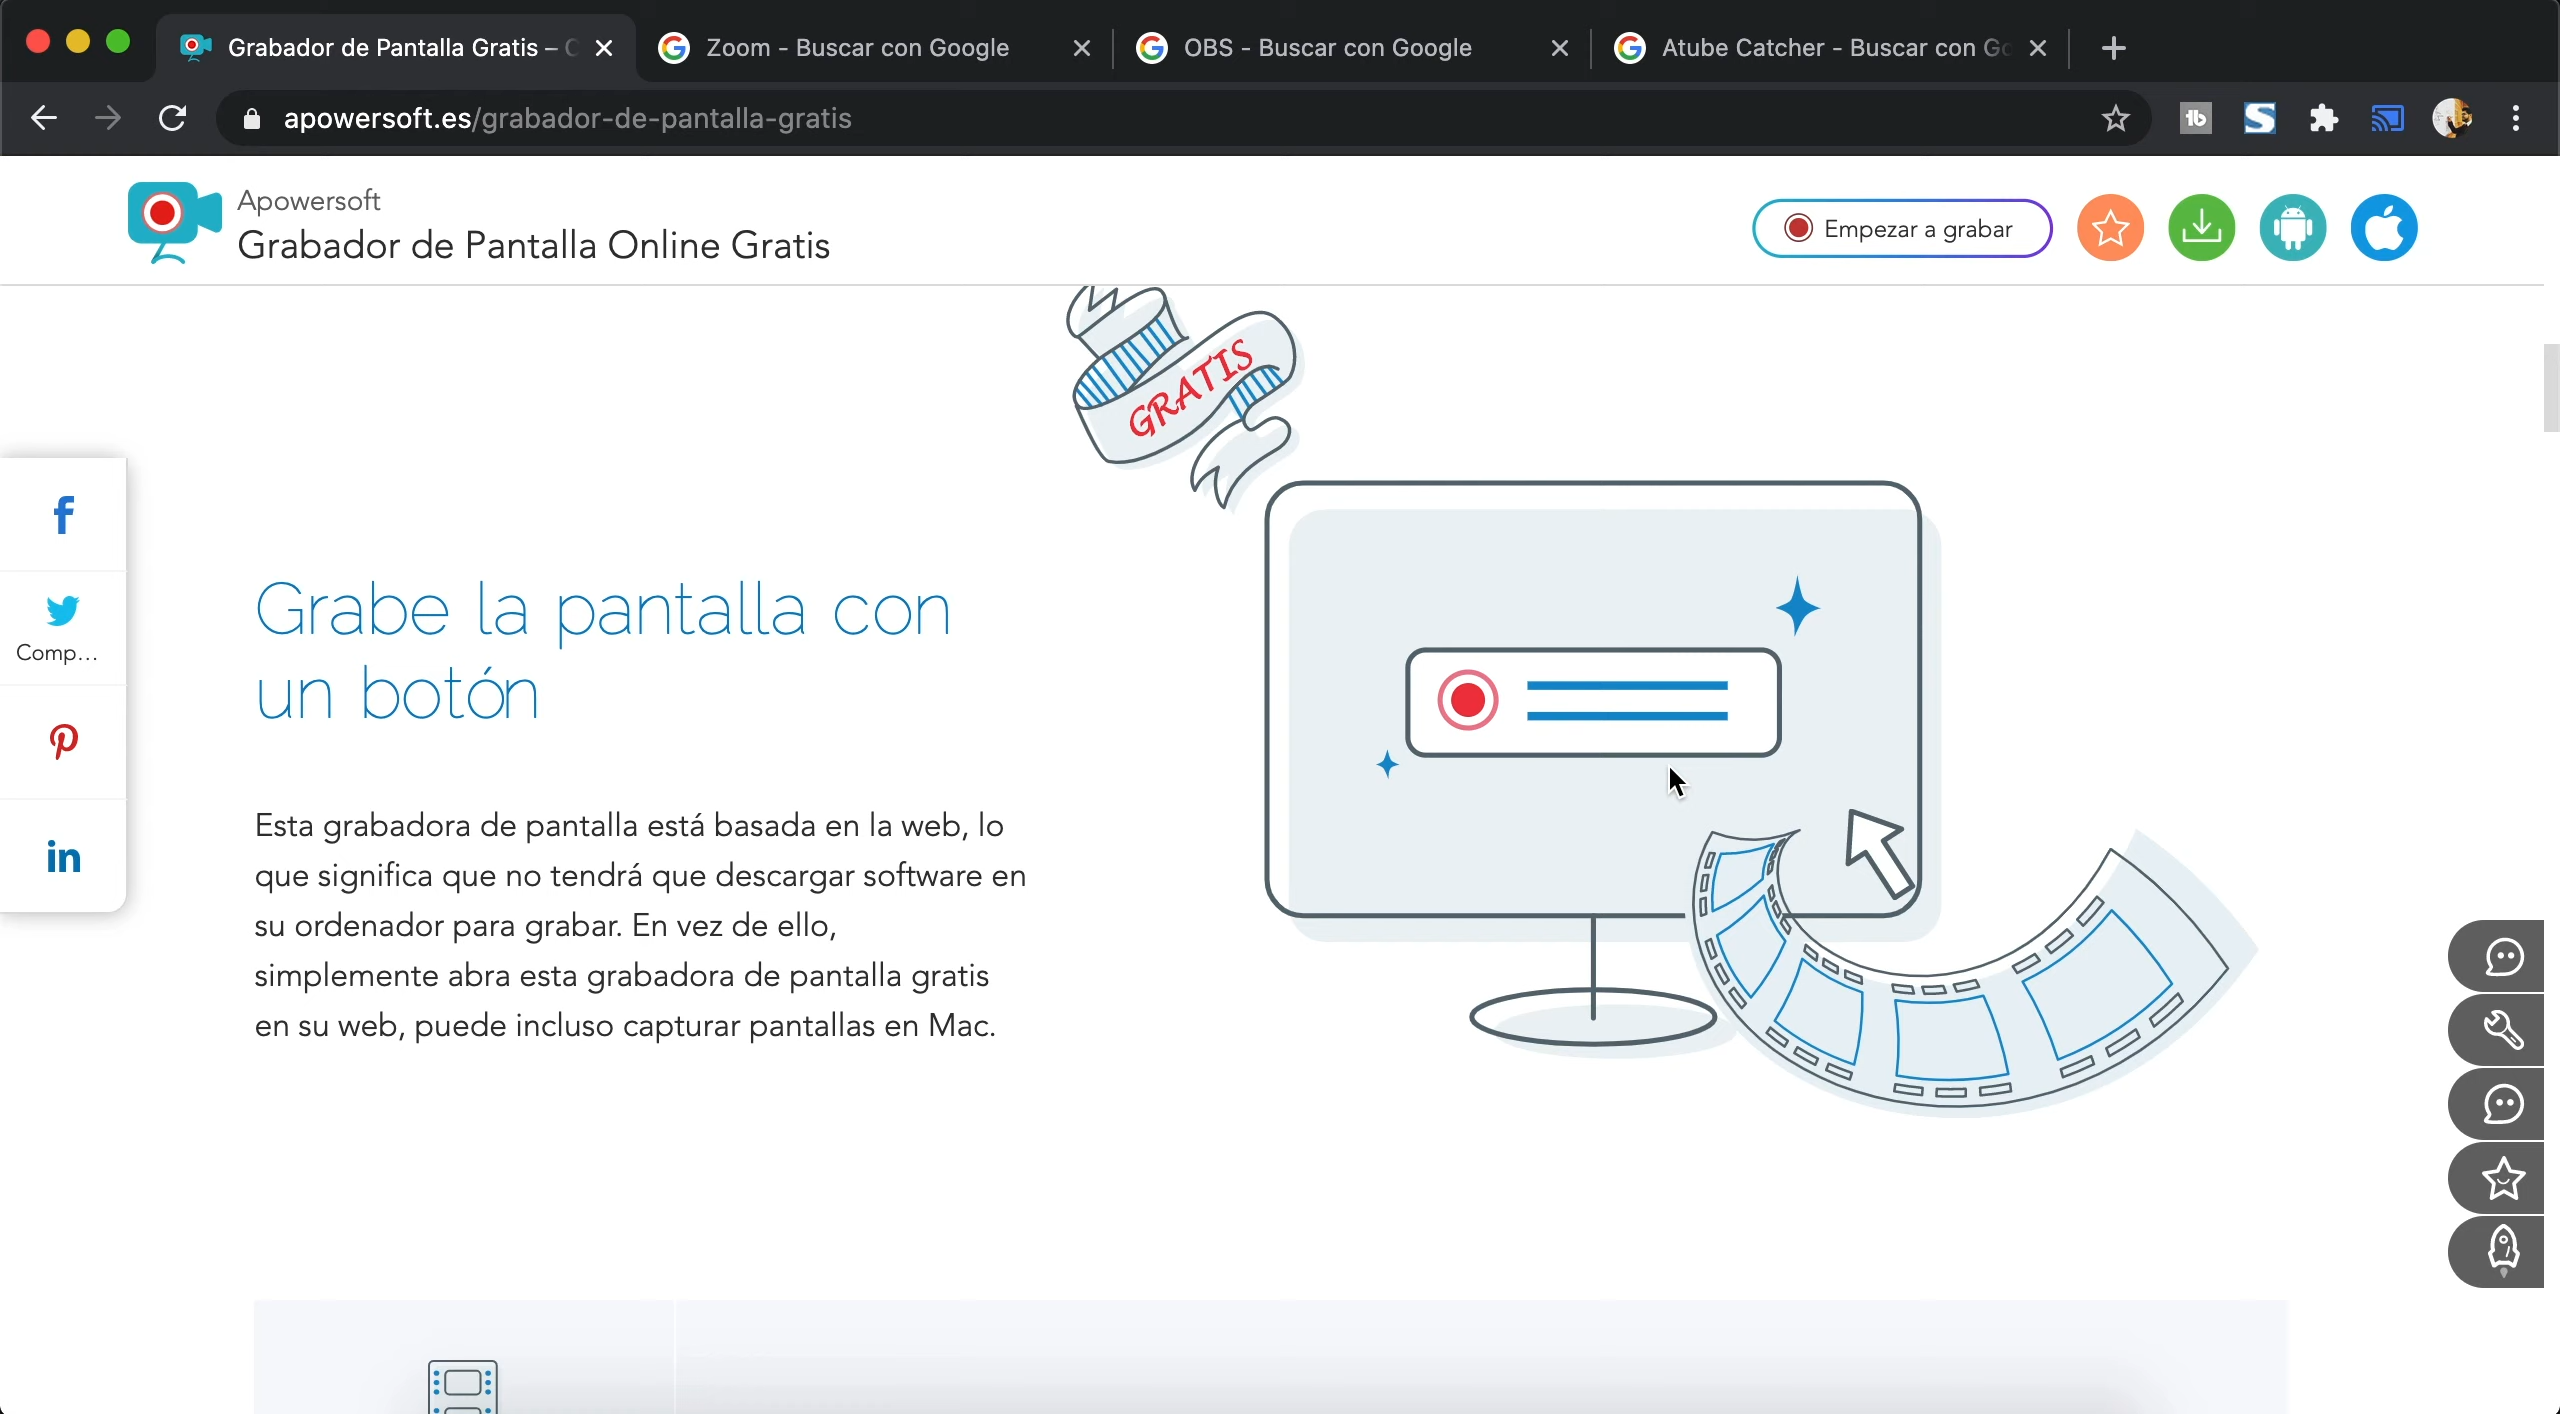 Grabador de Pantalla Gratis –
Zoom - Buscar con Google
OBS - Buscar con Google
Atube Catcher - Buscar con
apowersoft.es/grabador-de-pantalla-gratis
Apowersoft
Grabador de Pantalla Online Gratis
Empezar a grabar
GRATIS
Comp...
Grabe la pantalla con
un botón
Esta grabadora de pantalla está basada en la web, lo
que significa que no tendrá que descargar software en
su ordenador para grabar. En vez de ello,
simplemente abra esta grabadora de pantalla gratis
en su web, puede incluso capturar pantallas en Mac.